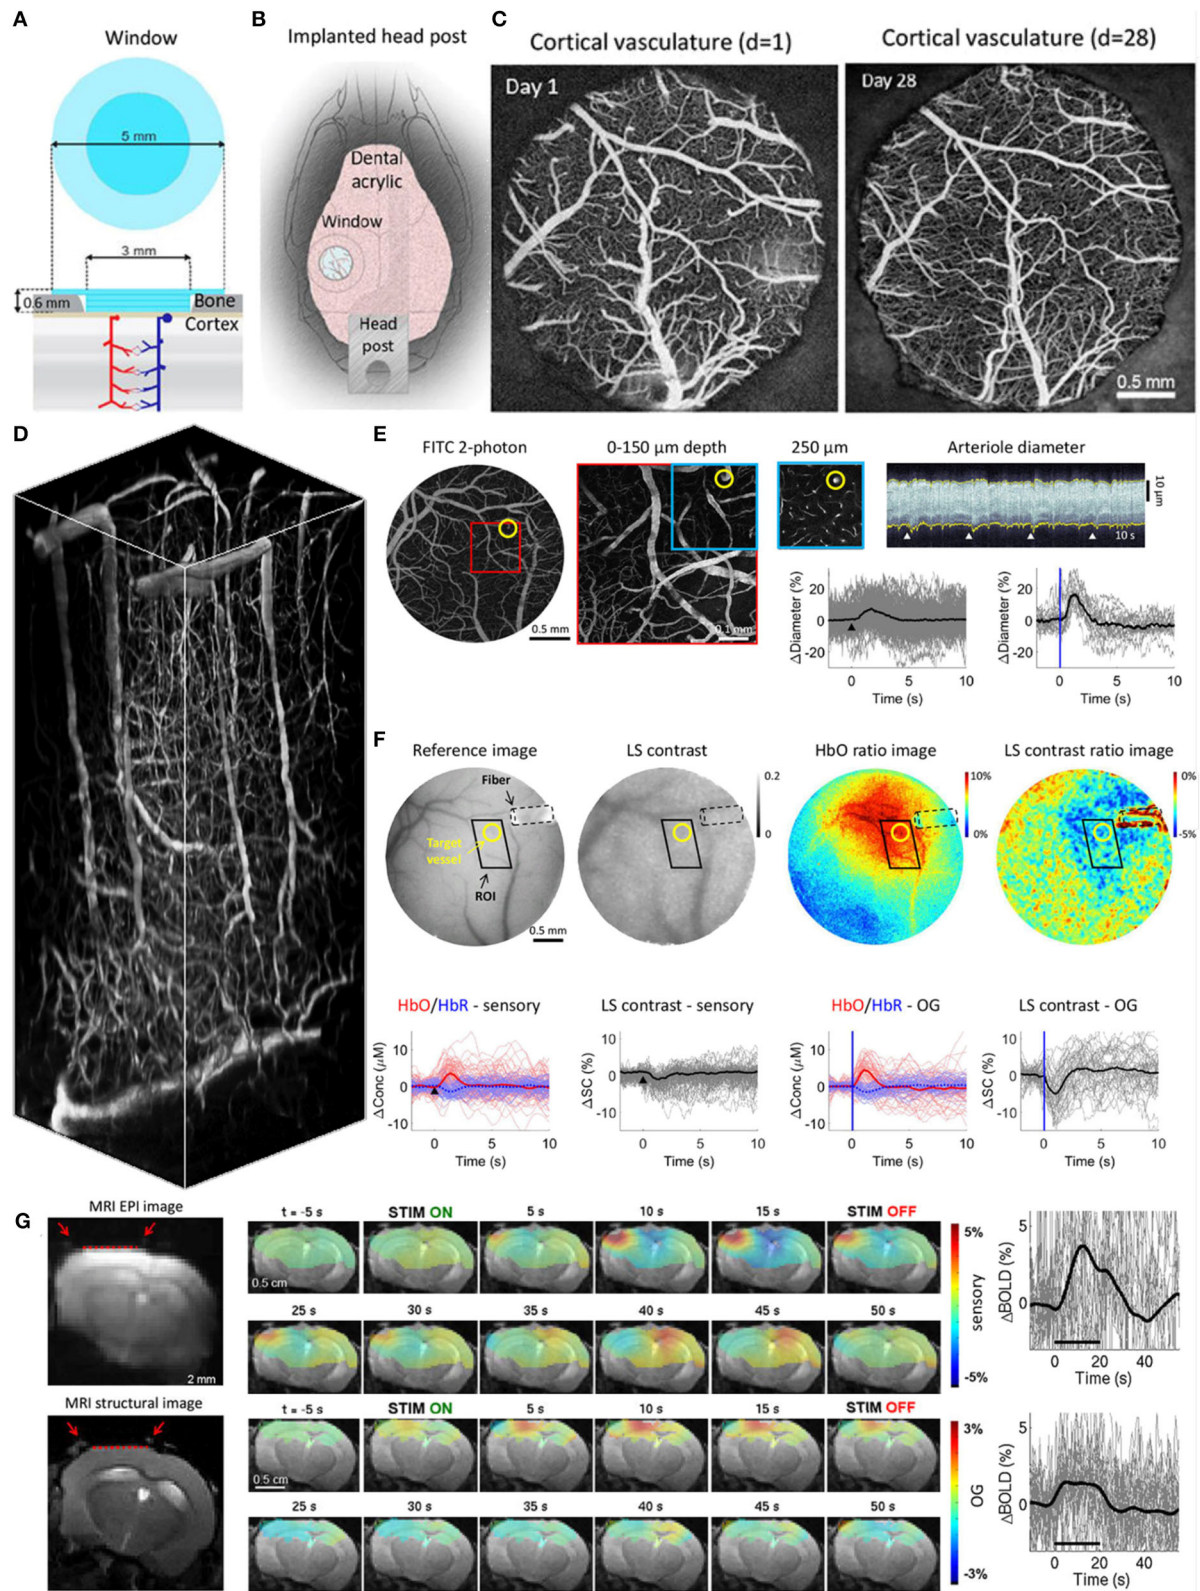 A
Window
5 mm
3 mm
0.6 mm
Bone
Cortex
B
Implanted head post
Dental
acrylic
Window
Head
post
C
Cortical vasculature (d=1)
Cortical vasculature (d=28)
Day 1
Day 28
0.5 mm
D
E
FITC 2-photon
0-150 µm depth
250 µm
Arteriole diameter
0.5 mm
0.1 mm
10 µm
10 s
ΔDiameter (%)
20
0
-20
0
5
10
Time (s)
ΔDiameter (%)
20
0
-20
0
5
10
Time (s)
F
Reference image
LS contrast
HbO ratio image
LS contrast ratio image
Fiber
Target
vessel
ROI
0.5 mm
0.2
0
10%
0%
0%
-5%
HbO/HbR - sensory
LS contrast - sensory
HbO/HbR - OG
LS contrast - OG
ΔConc (µM)
10
0
-10
0
5
10
Time (s)
ΔSC (%)
10
0
-10
0
5
10
Time (s)
ΔConc (µM)
10
0
-10
0
5
10
Time (s)
ΔSC (%)
10
0
-10
0
5
10
Time (s)
G
MRI EPI image
2 mm
t = -5 s
STIM ON
5 s
10 s
15 s
STIM OFF
0.5 cm
25 s
30 s
35 s
40 s
45 s
50 s
5%
sensory
-5%
ΔBOLD (%)
5
0
0
20
40
Time (s)
MRI structural image
t = -5 s
STIM ON
5 s
10 s
15 s
STIM OFF
0.5 cm
25 s
30 s
35 s
40 s
45 s
50 s
3%
OG
-3%
ΔBOLD (%)
5
0
0
20
40
Time (s)